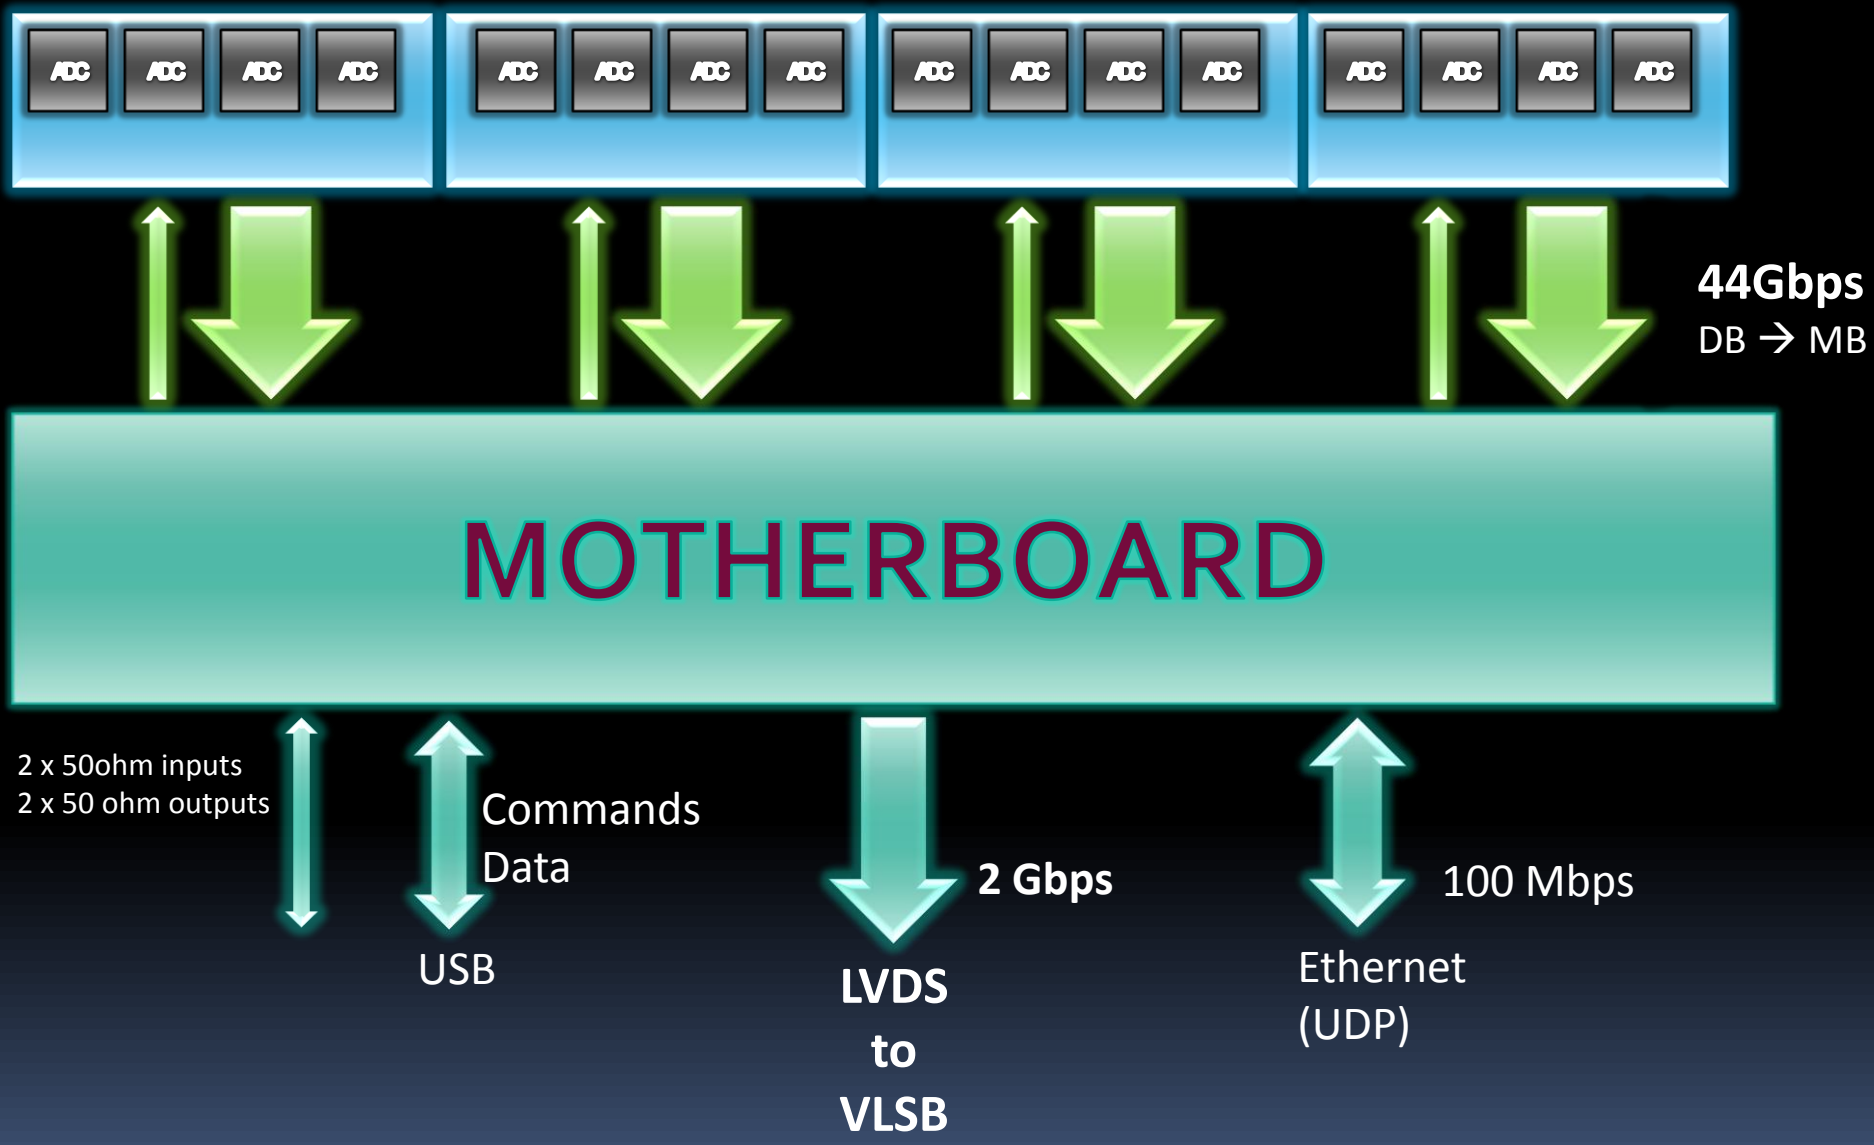 ADC ADC ADC ADC ADC ADC ADC ADC ADC ADC ADC ADC ADC ADC ADC ADC
44Gbps
DB → MB
MOTHERBOARD
2 x 50ohm inputs
2 x 50 ohm outputs
Commands
Data
USB
2 Gbps
LVDS
to
VLSB
100 Mbps
Ethernet
(UDP)